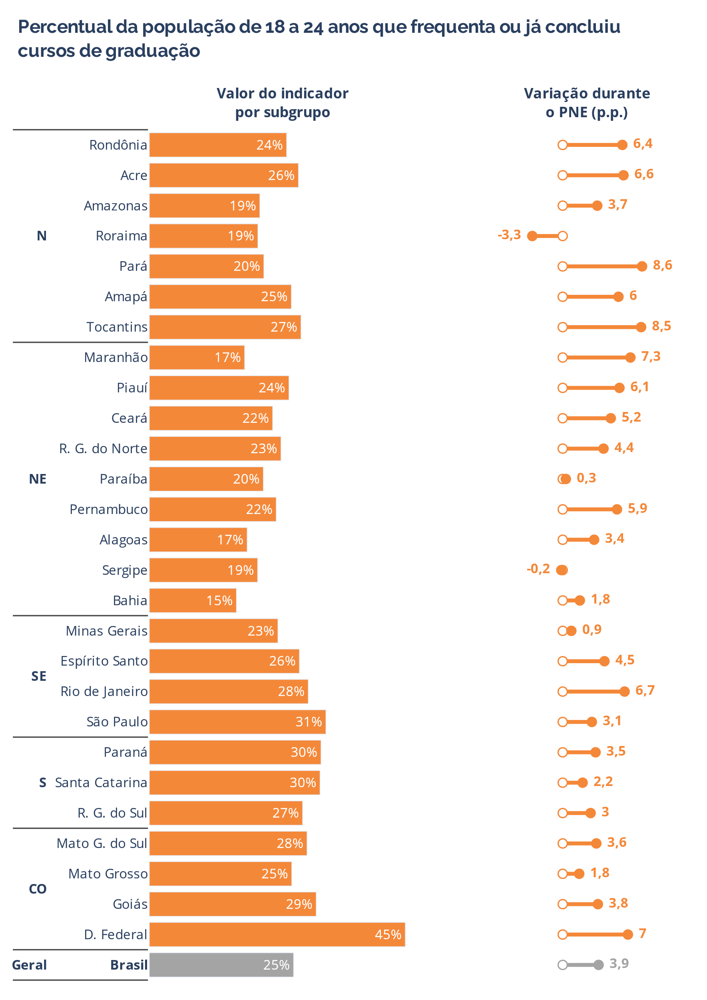 Percentual da população de 18 a 24 anos que frequenta ou já concluiu
cursos de graduação
Valor do indicador
por subgrupo
Variação durante
o PNE (p.p.)
Rondônia 24% 6,4
Acre 26% 6,6
Amazonas 19% 3,7
N Roraima 19% -3,3
Pará 20% 8,6
Amapá 25% 6
Tocantins 27% 8,5
Maranhão 17% 7,3
Piauí 24% 6,1
Ceará 22% 5,2
R. G. do Norte 23% 4,4
NE Paraíba 20% 0,3
Pernambuco 22% 5,9
Alagoas 17% 3,4
Sergipe 19% -0,2
Bahia 15% 1,8
Minas Gerais 23% 0,9
Espírito Santo 26% 4,5
SE
Rio de Janeiro 28% 6,7
São Paulo 31% 3,1
Paraná 30% 3,5
S Santa Catarina 30% 2,2
R. G. do Sul 27% 3
Mato G. do Sul 28% 3,6
Mato Grosso 25% 1,8
CO
Goiás 29% 3,8
D. Federal 45% 7
Geral Brasil 25% 3,9